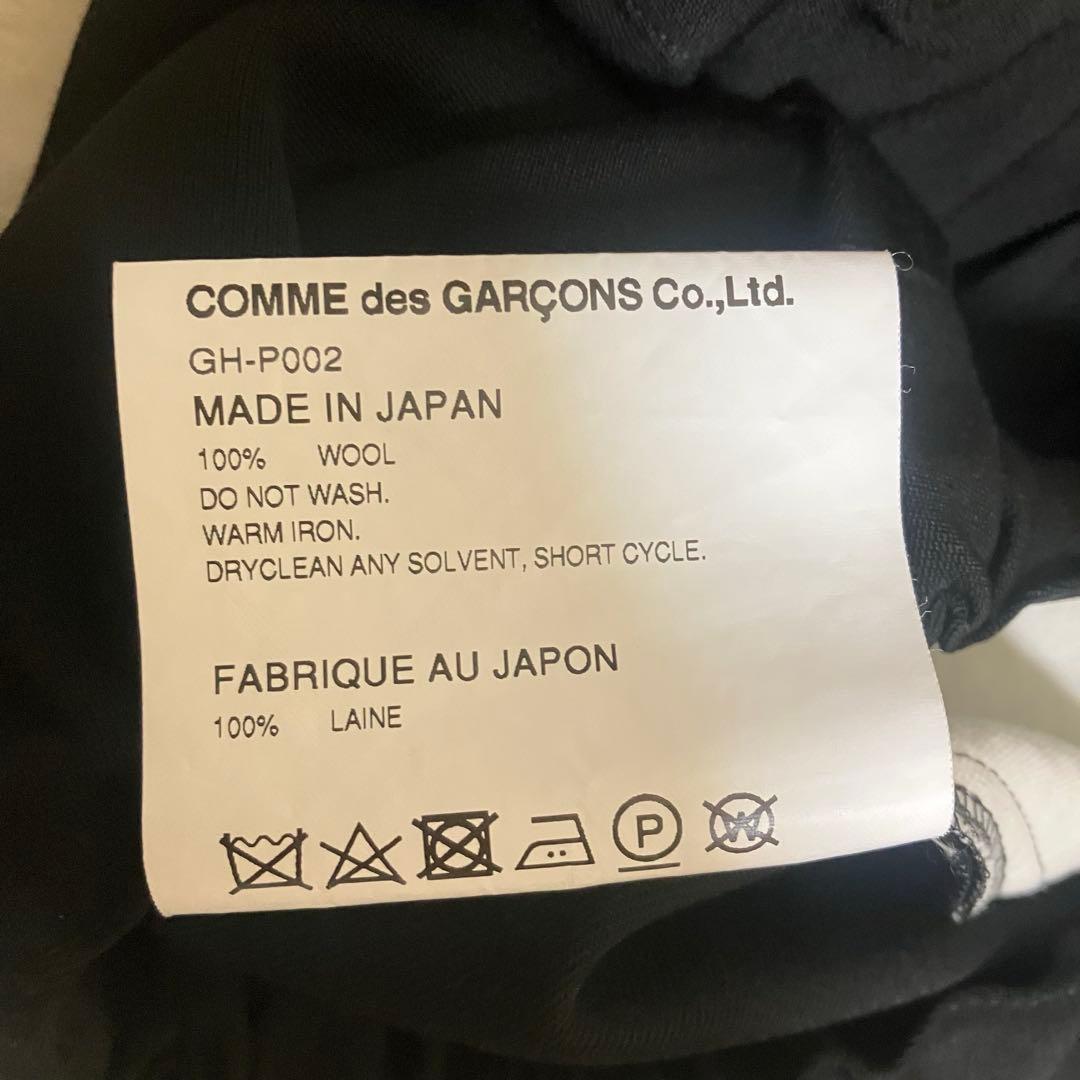 COMME des GARÇONS Co.,Ltd.
GH-P002
MADE IN JAPAN
100% WOOL
DO NOT WASH.
WARM IRON.
DRYCLEAN ANY SOLVENT, SHORT CYCLE.
FABRIQUE AU JAPON
100% LAINE
P W